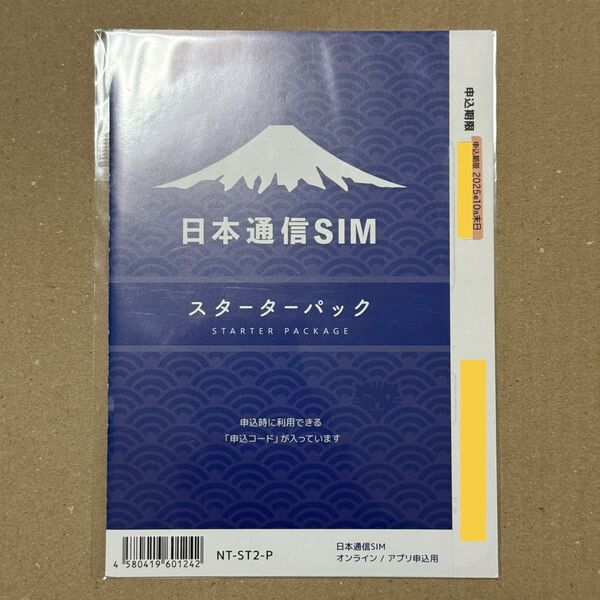 日本通信SIM
スターターパック
STARTER PACKAGE
申込時に利用できる
「申込コード」が入っています
4 580419 601242
NT-ST2-P
日本通信SIM
オンライン / アプリ申込用
申込期限
申込期限 2025年10月末日